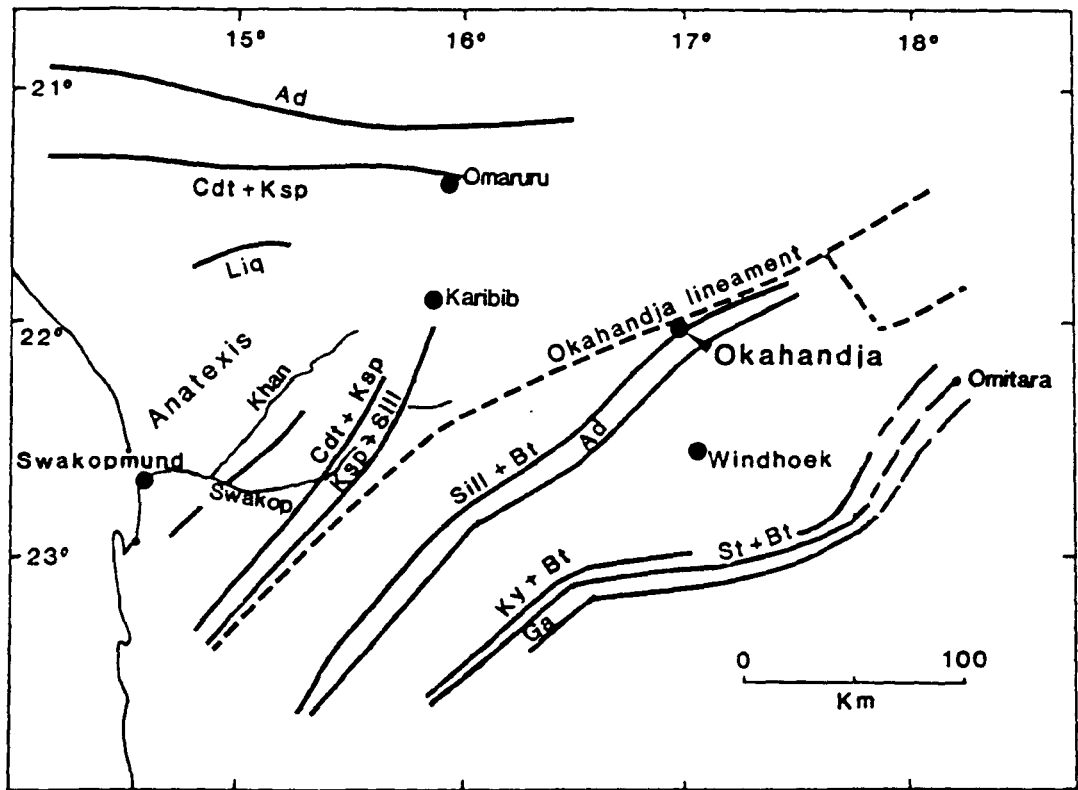 15° 16° 17° 18°
21°
Ad
Cdt + Ksp
Omaruru
Liq
Karibib
Okahandja lineament
22°
Okahandja
Anatexis
Khan
Cdt + Ksp
Ksp + Sill
Omitara
Swakopmund
Swakop
Sill + Bt
Ad
Windhoek
23°
Ky + Bt
St + Bt
Ga
0 100
Km